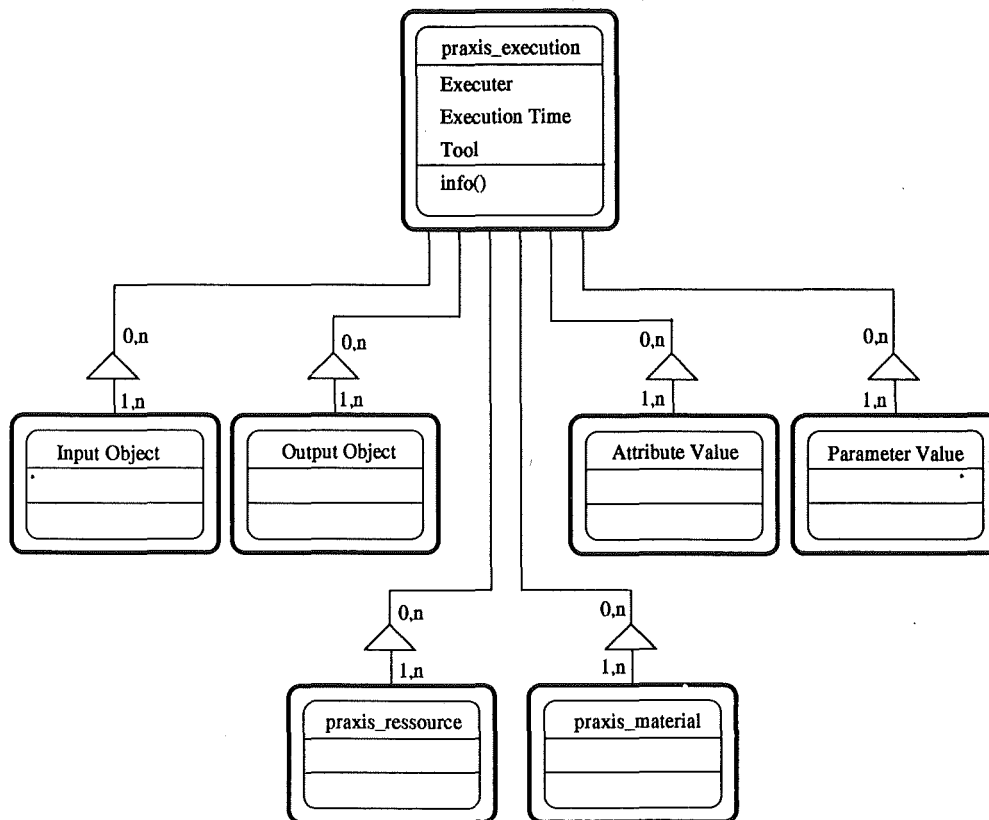 praxis_execution
Executer
Execution Time
Tool
info()
0,n
0,n
0,n
0,n
1,n
1,n
1,n
1,n
Input Object
Output Object
Attribute Value
Parameter Value
0,n
0,n
1,n
1,n
praxis_ressource
praxis_material